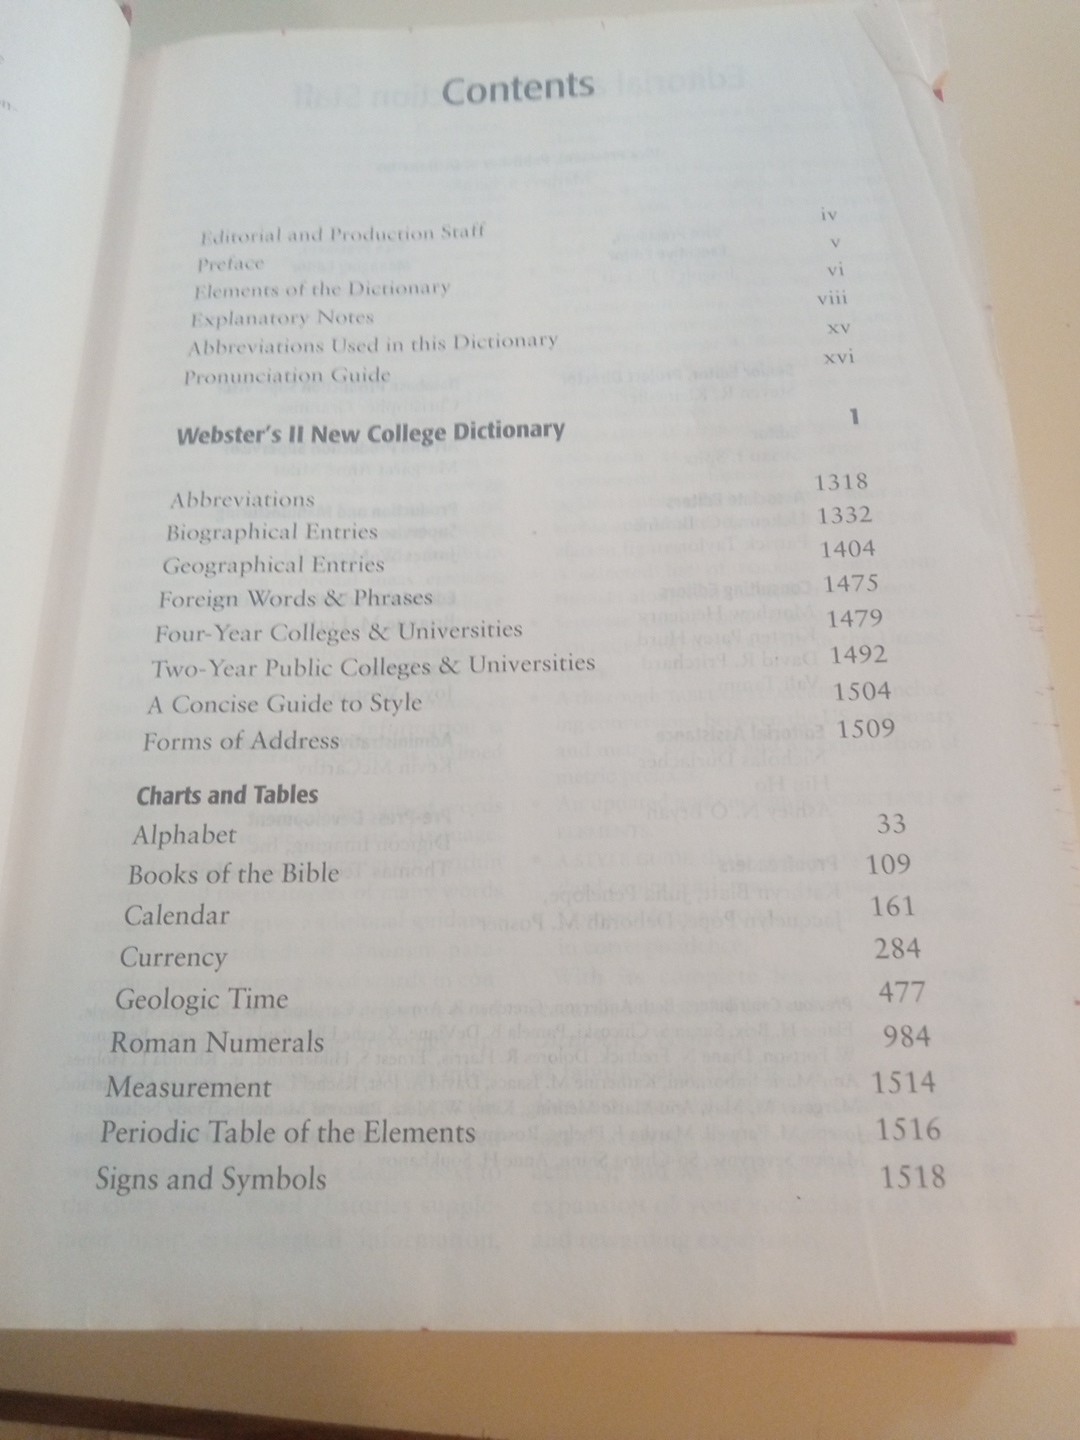 Contents
Editorial and Production Staff iv
Preface v
Elements of the Dictionary vi
Explanatory Notes viii
Abbreviations Used in this Dictionary xv
Pronunciation Guide xvi
Webster's II New College Dictionary 1
Abbreviations 1318
Biographical Entries 1332
Geographical Entries 1404
Foreign Words & Phrases 1475
Four-Year Colleges & Universities 1479
Two-Year Public Colleges & Universities 1492
A Concise Guide to Style 1504
Forms of Address 1509
Charts and Tables
Alphabet 33
Books of the Bible 109
Calendar 161
Currency 284
Geologic Time 477
Roman Numerals 984
Measurement 1514
Periodic Table of the Elements 1516
Signs and Symbols 1518